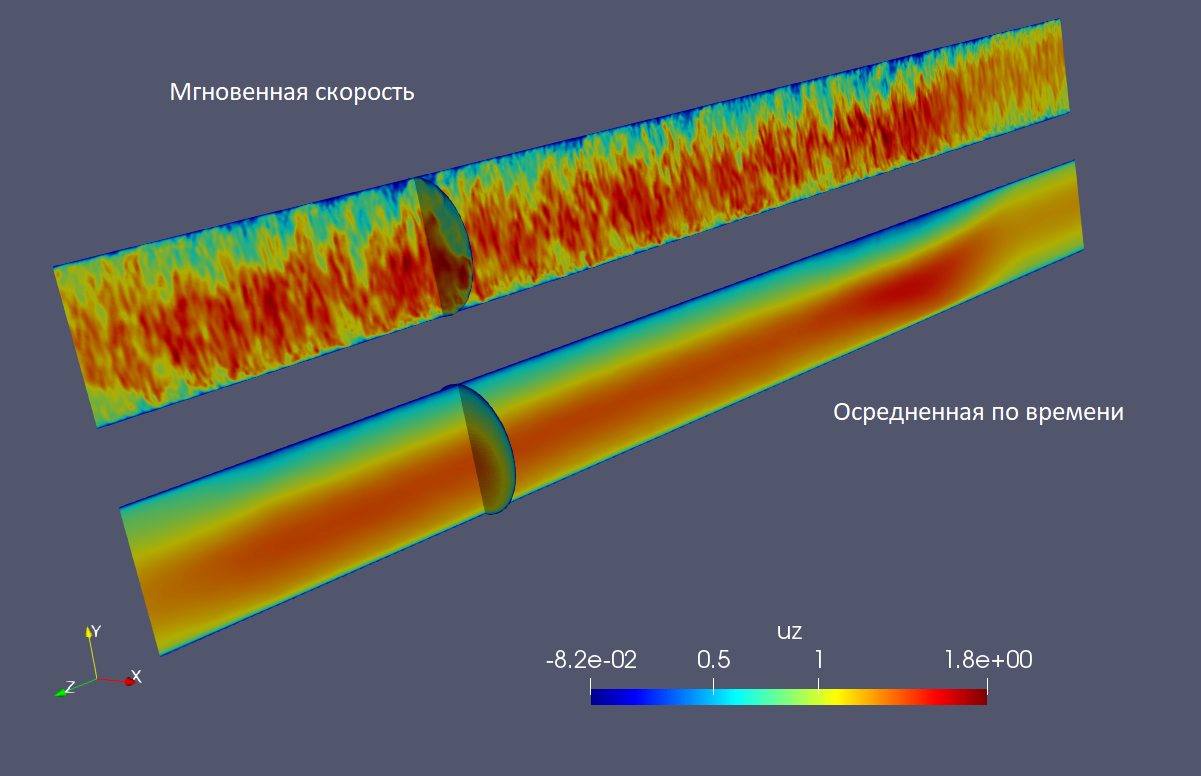 Мгновенная скорость
Осредненная по времени
Y
X
Z
uz
-8.2e-02 0.5 1 1.8e+00